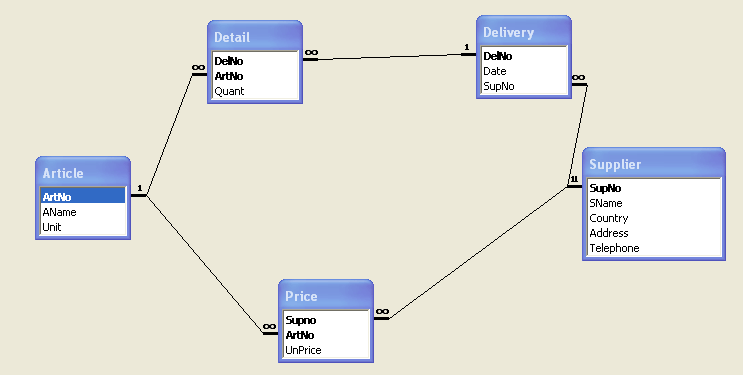 Detail
DelNo
ArtNo
Quant
Delivery
DelNo
Date
SupNo
Article
ArtNo
AName
Unit
Supplier
SupNo
SName
Country
Address
Telephone
Price
Supno
ArtNo
UnPrice
∞
∞
1
∞
1
11
∞
∞